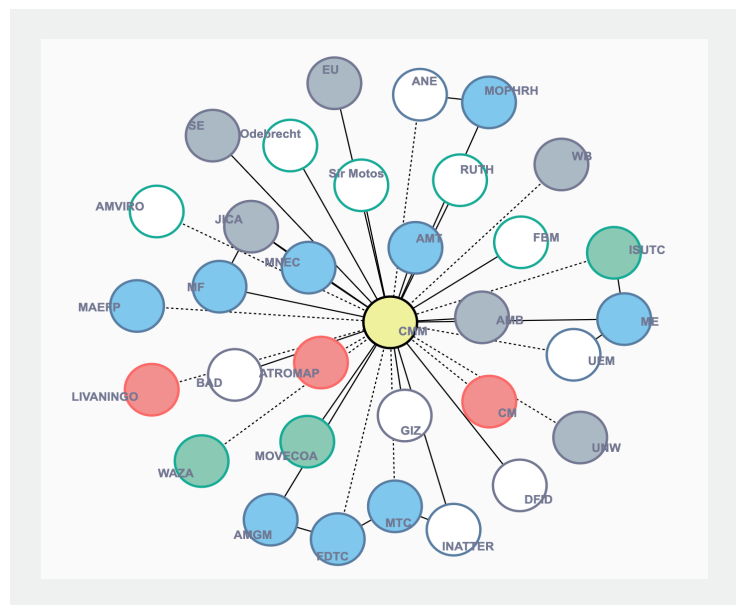 EU
ANE
MOPHRH
SE
Odebrecht
WB
Sir Motos
RUTH
AMVIRO
JICA
AMT
FBM
ISUTC
MNEC
MF
MAEFP
AMB
ME
CMM
UEM
ATROMAP
BAD
LIVANINGO
CM
GIZ
UNW
MOVECOA
WAZA
DFID
MTC
AMGM
INATTER
FDTC